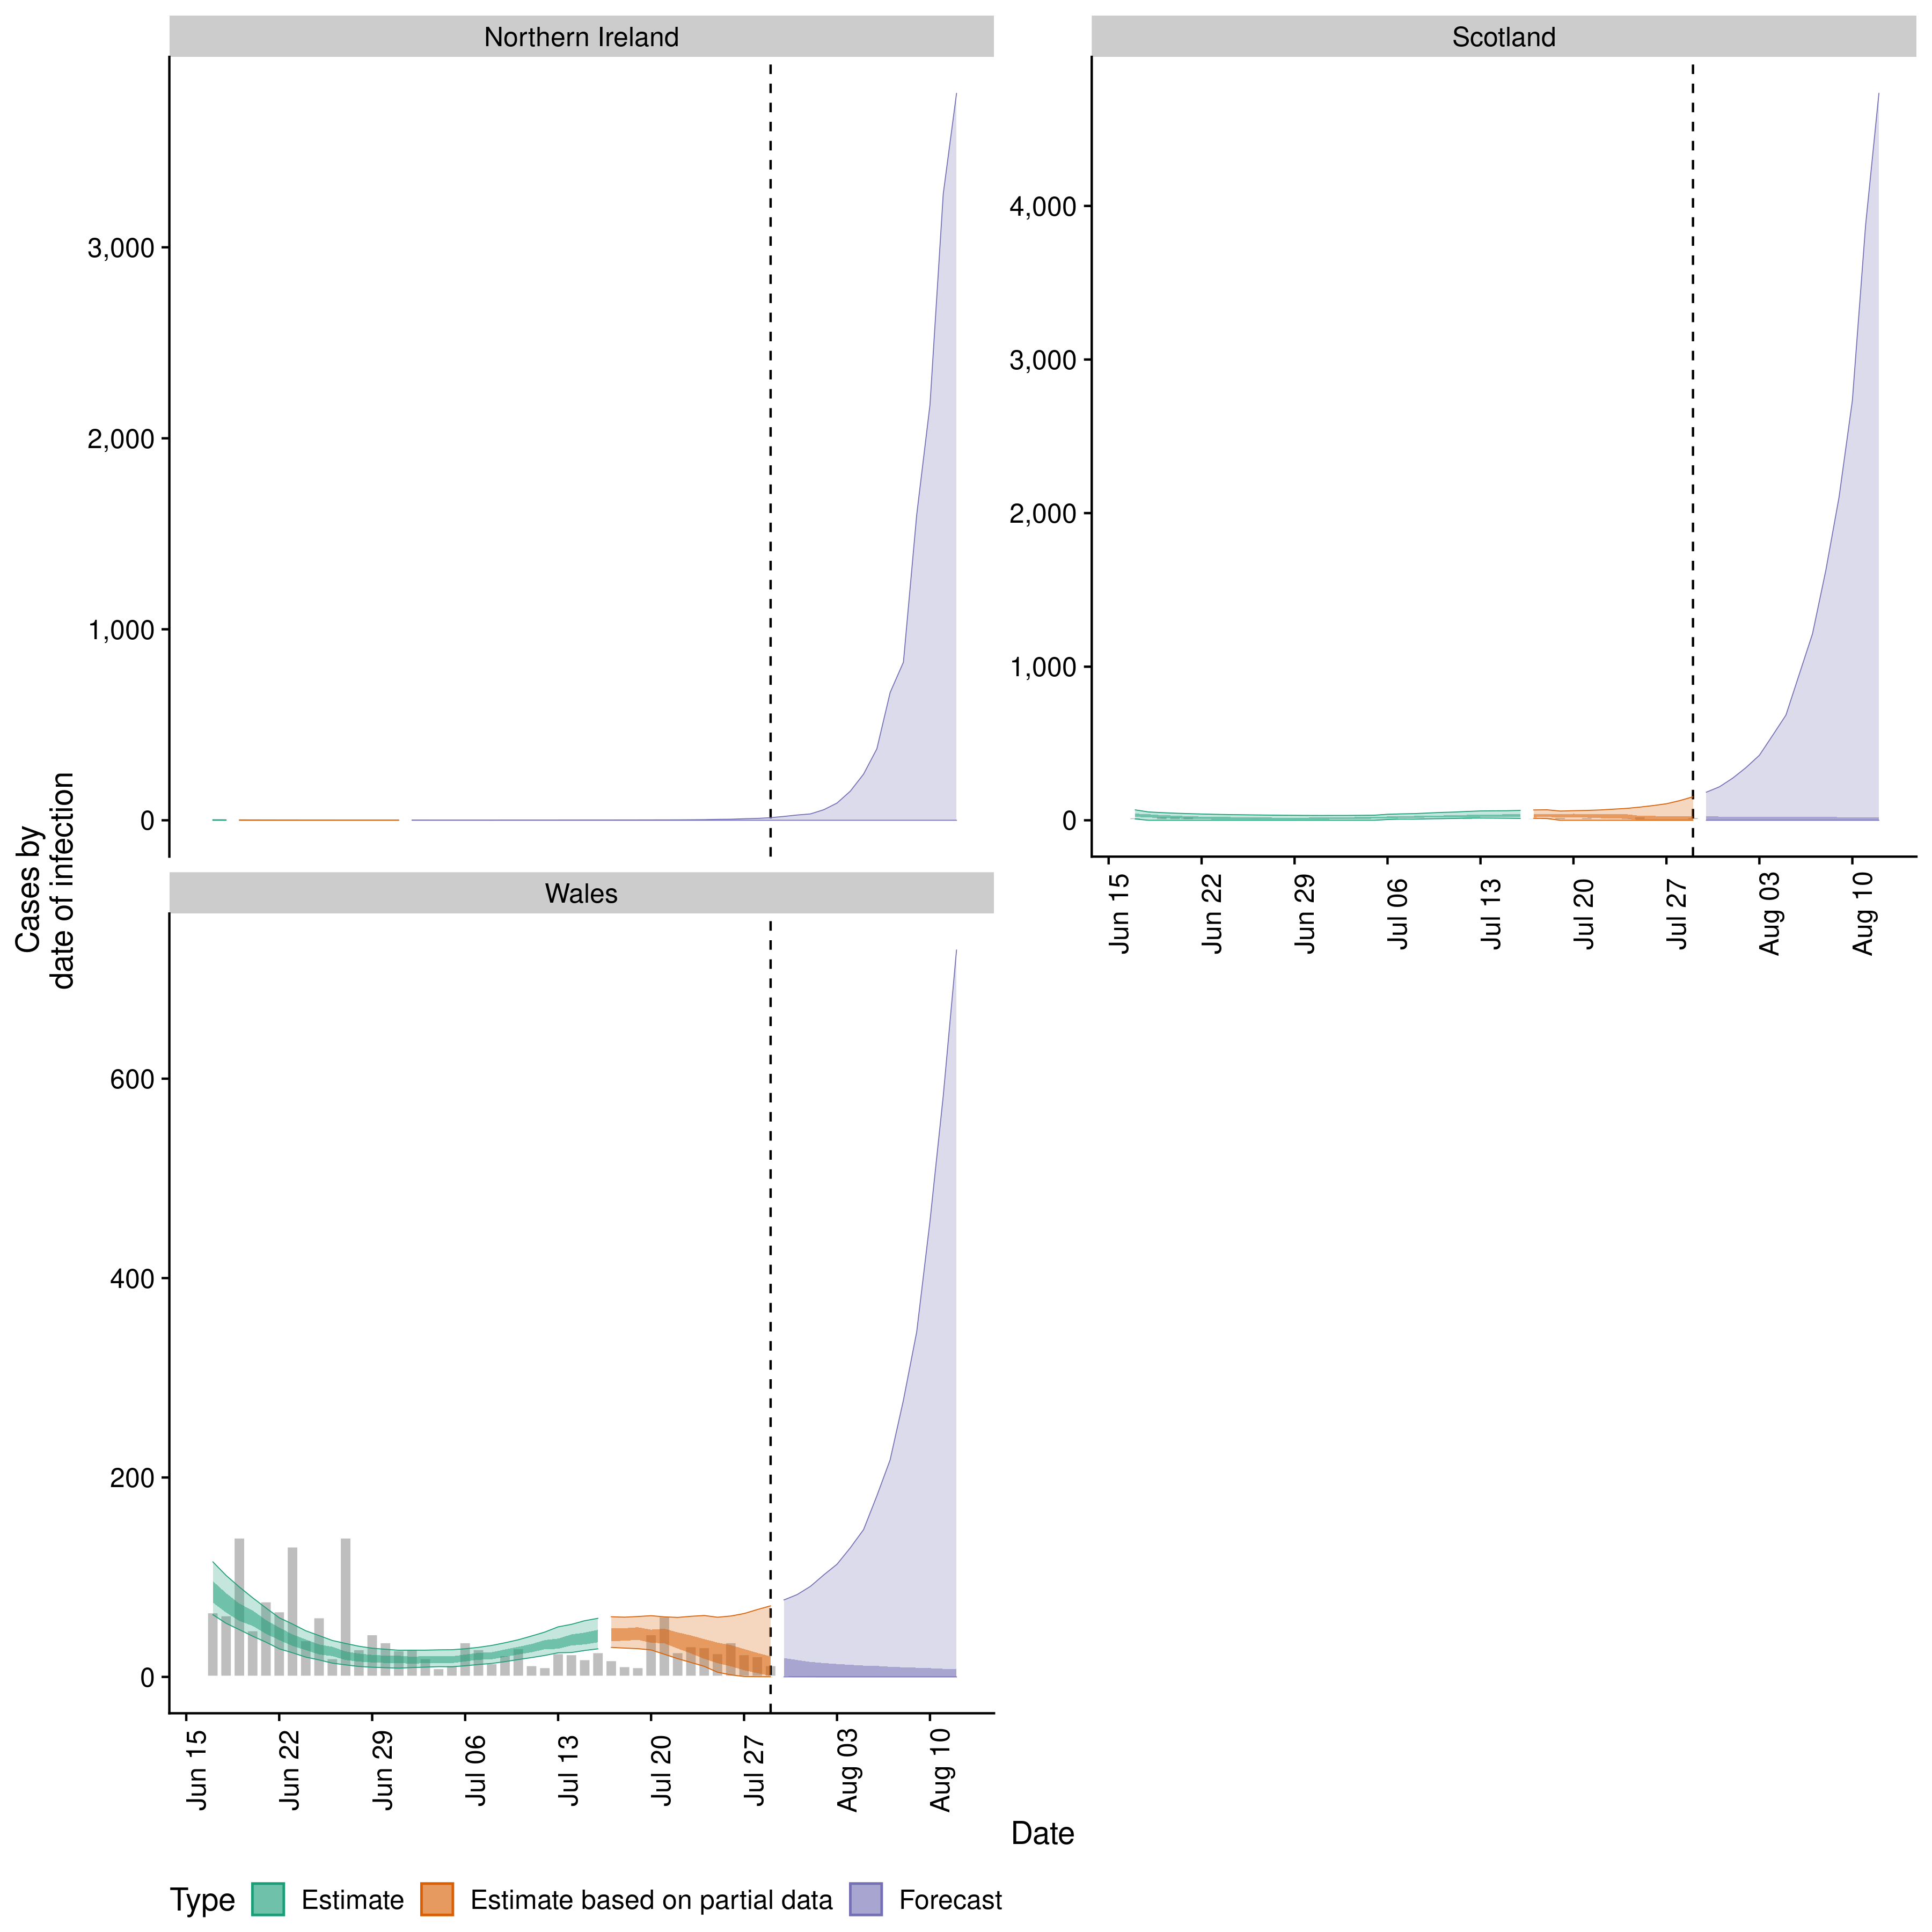 Northern Ireland
Scotland
3,000
2,000
1,000
0
4,000
3,000
2,000
1,000
0
Jun 15
Jun 22
Jun 29
Jul 06
Jul 13
Jul 20
Jul 27
Aug 03
Aug 10
Cases by
date of infection
Wales
600
400
200
0
Jun 15
Jun 22
Jun 29
Jul 06
Jul 13
Jul 20
Jul 27
Aug 03
Aug 10
Date
Type Estimate Estimate based on partial data Forecast